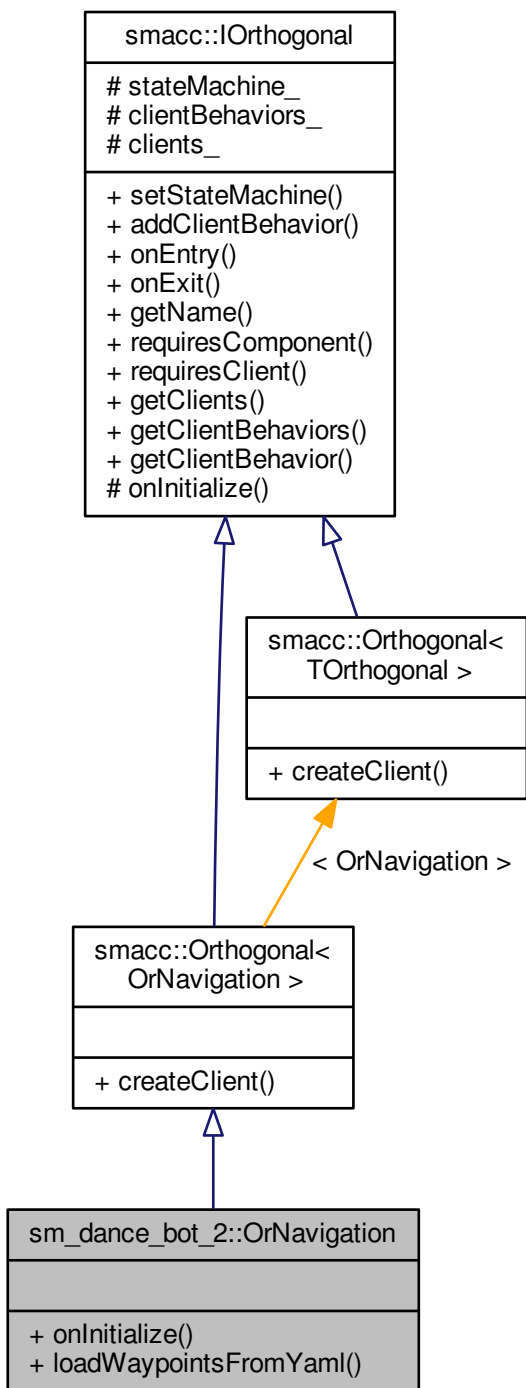 smacc::IOrthogonal
# stateMachine_
# clientBehaviors_
# clients_
+ setStateMachine()
+ addClientBehavior()
+ onEntry()
+ onExit()
+ getName()
+ requiresComponent()
+ requiresClient()
+ getClients()
+ getClientBehaviors()
+ getClientBehavior()
# onInitialize()
smacc::Orthogonal<
TOrthogonal >
+ createClient()
< OrNavigation >
smacc::Orthogonal<
OrNavigation >
+ createClient()
sm_dance_bot_2::OrNavigation
+ onInitialize()
+ loadWaypointsFromYaml()